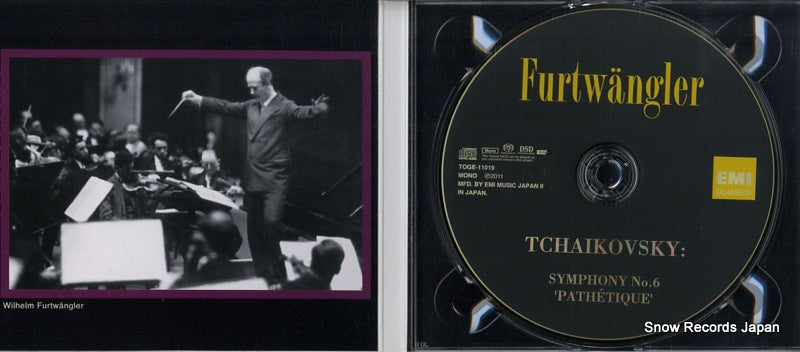 Wilhelm Furtwängler
Furtwängler
DSD
TOGE-11019
MONO ℗2011
MFD. BY EMI MUSIC JAPAN II
IN JAPAN.
EMI
CLASSICS
TCHAIKOVSKY:
SYMPHONY No.6
'PATHÉTIQUE'
Snow Records Japan